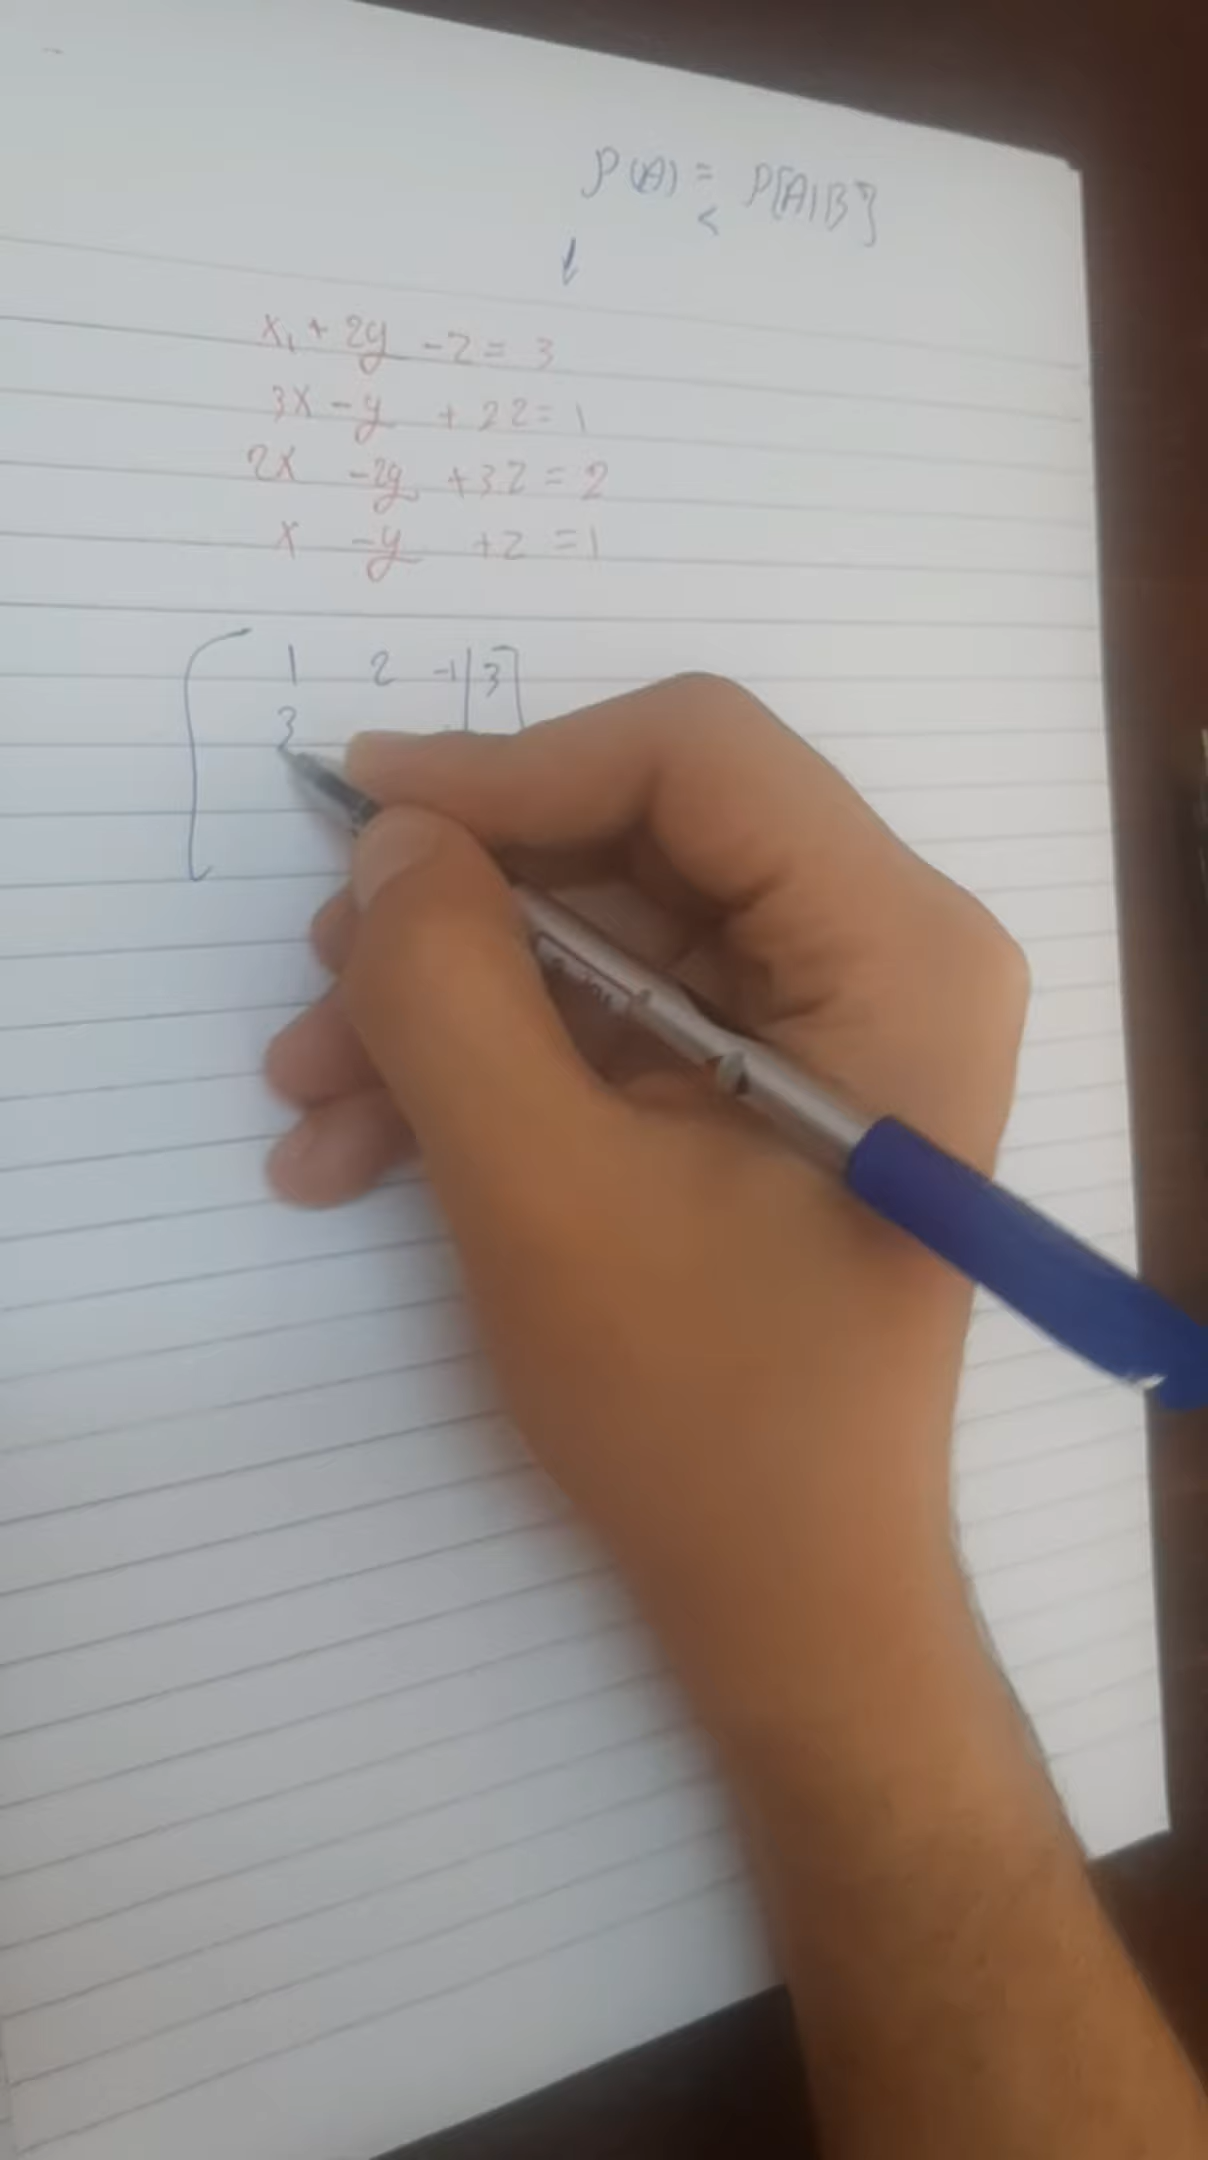 ρ(A) = ρ[A|B]
<
x₁ + 2y - z = 3
3x - y + 2z = 1
2x - 2y + 3z = 2
x - y + z = 1
1 2 -1 | 3
3